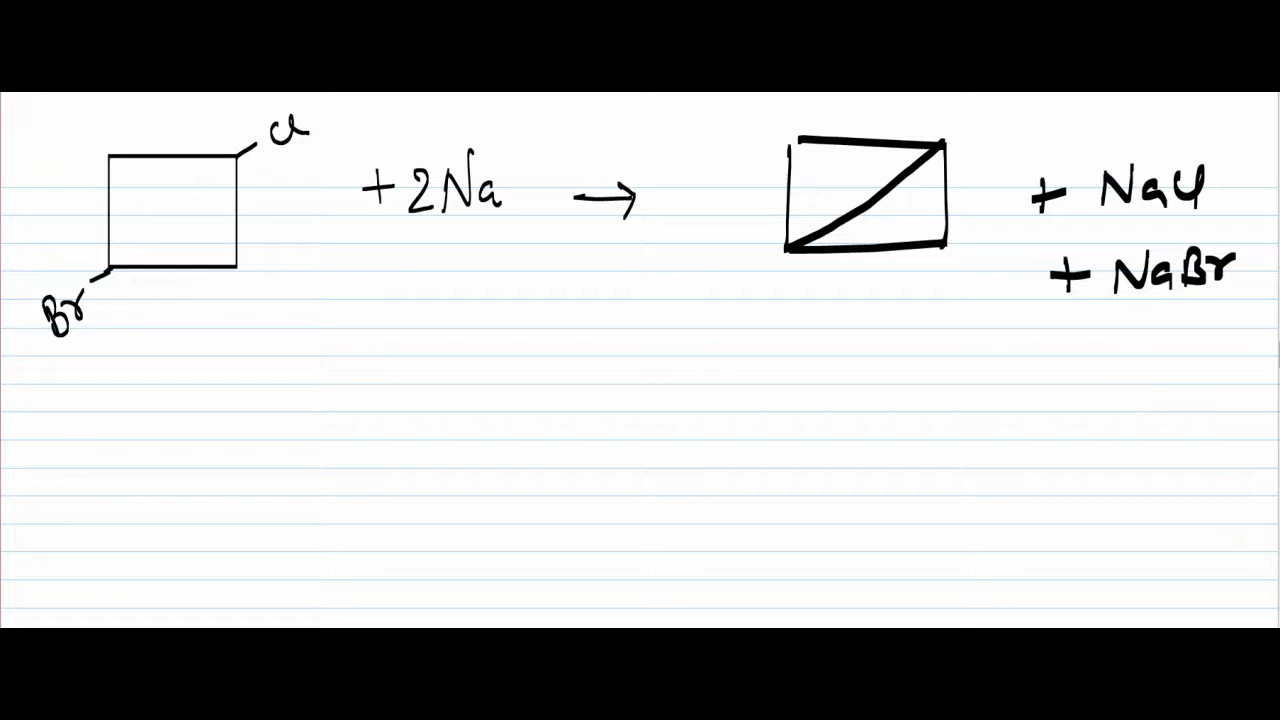 Cl
+ 2Na → + NaCl
Br + NaBr